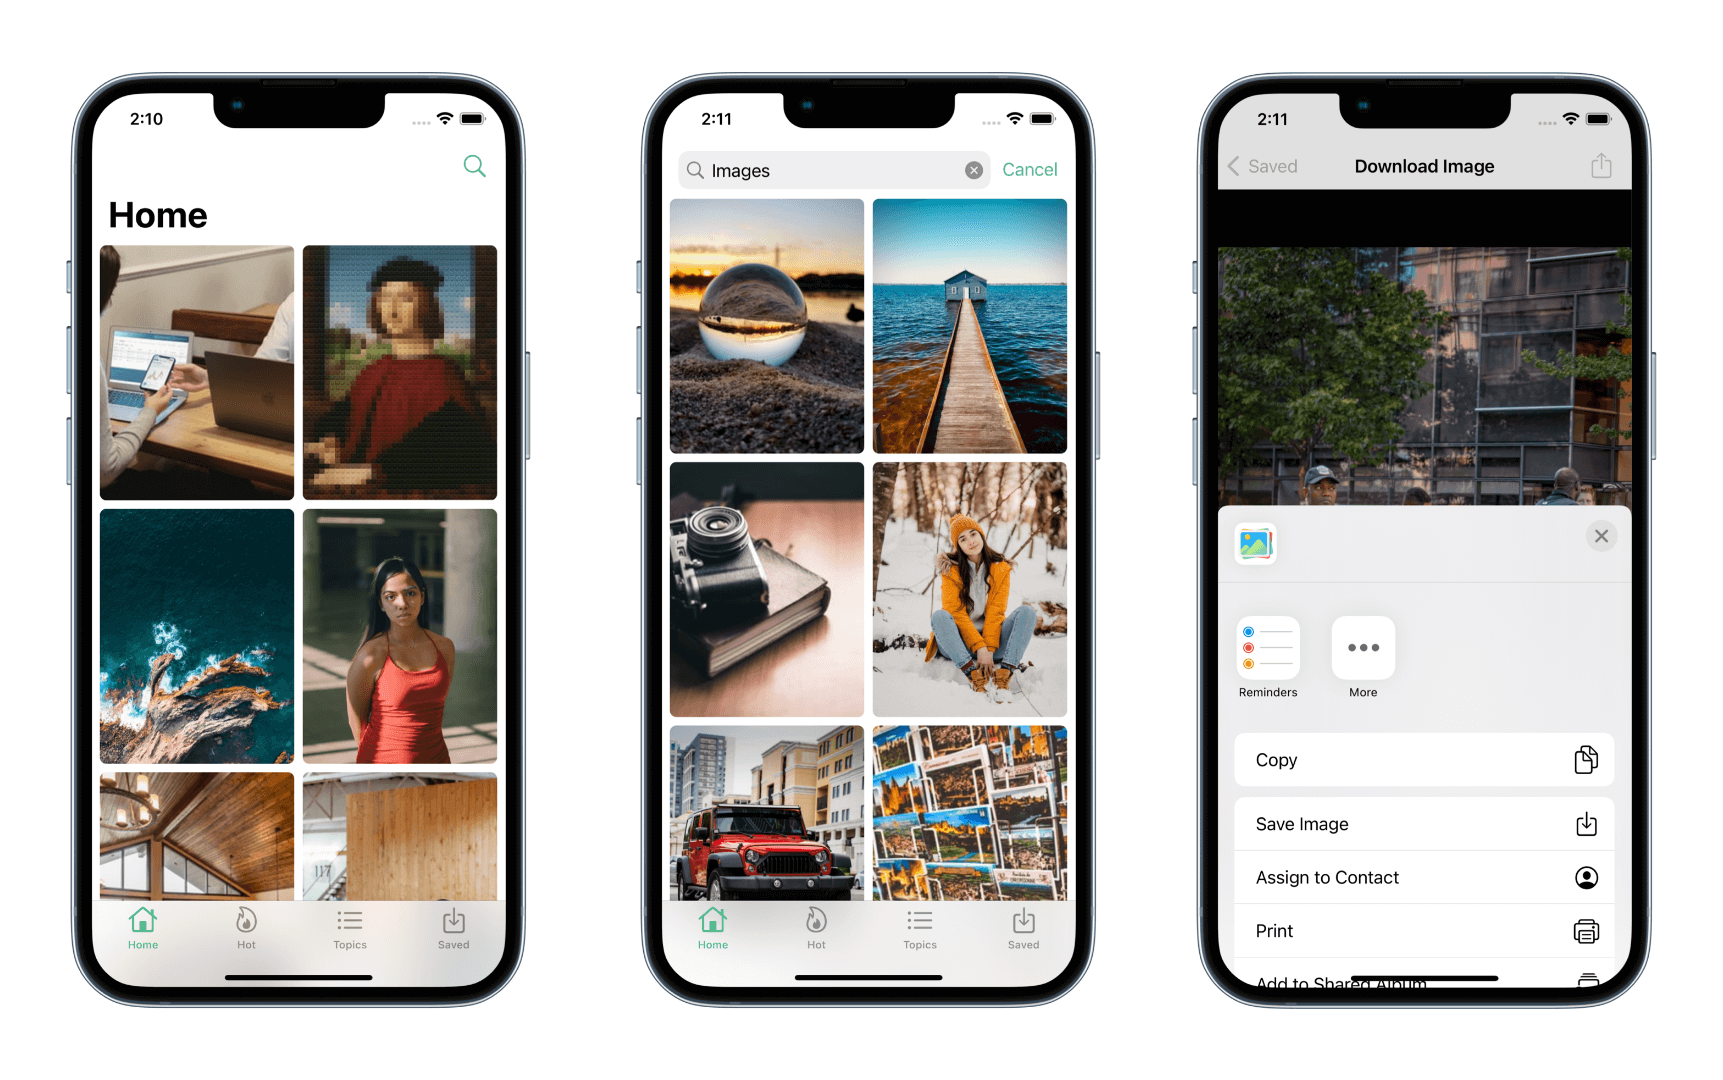 2:10
Home
117
Home Hot Topics Saved
2:11
Images Cancel
Home Hot Topics Saved
2:11
Saved Download Image
Reminders More
Copy
Save Image
Assign to Contact
Print
Add to Shared Album